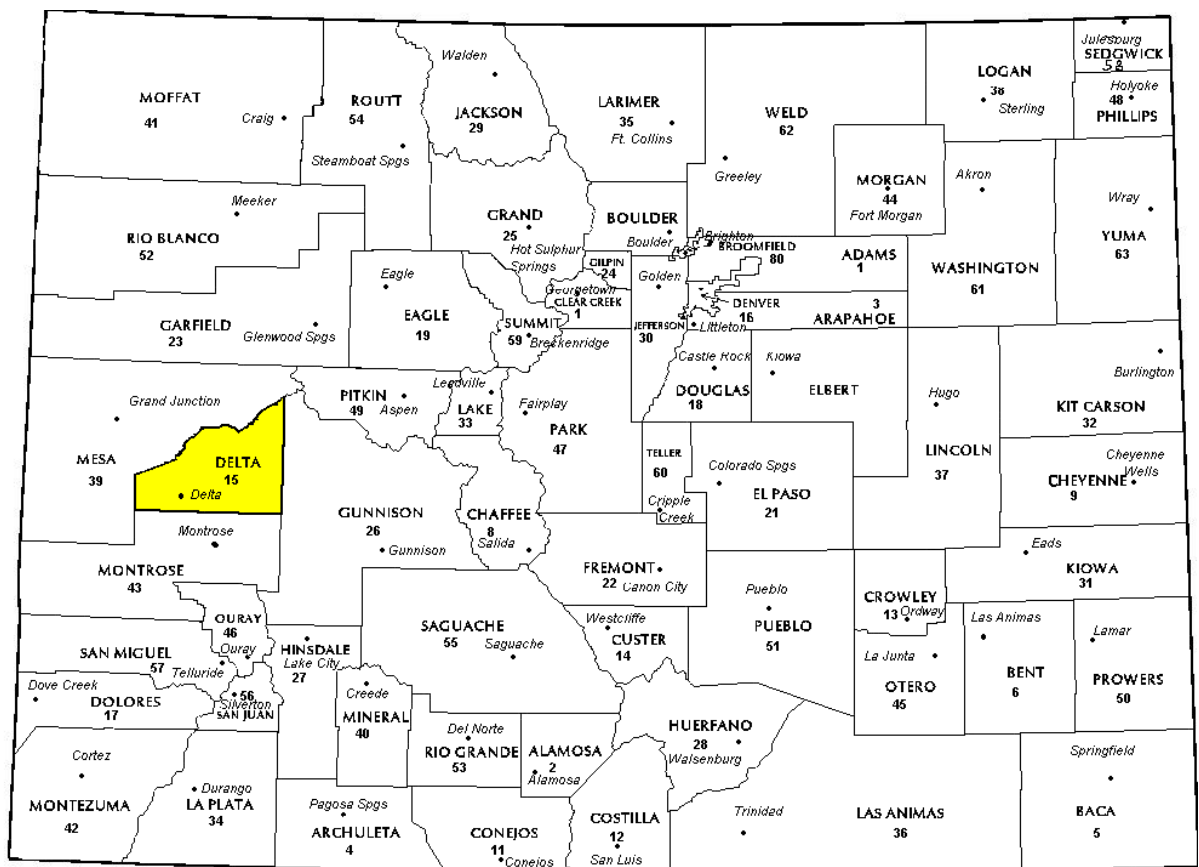 Julesburg
SEDGWICK
58
Walden
LOGAN
38
Sterling
Holyoke
48
PHILLIPS
MOFFAT
41
Craig
ROUTT
54
Steamboat Spgs
JACKSON
29
LARIMER
35
Ft. Collins
WELD
62
Greeley
MORGAN
44
Fort Morgan
Akron
Wray
YUMA
63
Meeker
RIO BLANCO
52
GRAND
25
Hot Sulphur
Springs
BOULDER
Boulder
Brighton
BROOMFIELD
80
ADAMS
1
WASHINGTON
61
GILPIN
24
Golden
Eagle
EAGLE
19
Georgetown
CLEAR CREEK
1
DENVER
16
3
ARAPAHOE
GARFIELD
23
Glenwood Spgs
SUMMIT
59
Breckenridge
JEFFERSON
30
Littleton
Castle Rock
DOUGLAS
18
Kiowa
ELBERT
Hugo
Burlington
KIT CARSON
32
Grand Junction
MESA
39
PITKIN
49
Aspen
Leadville
LAKE
33
Fairplay
PARK
47
LINCOLN
37
DELTA
15
Delta
TELLER
60
Cripple
Creek
Colorado Spgs
EL PASO
21
Cheyenne
Wells
CHEYENNE
9
GUNNISON
26
Gunnison
CHAFFEE
8
Salida
Montrose
MONTROSE
43
FREMONT
22
Canon City
Pueblo
PUEBLO
51
Eads
KIOWA
31
CROWLEY
13
Ordway
OURAY
46
Ouray
HINSDALE
Lake City
27
SAGUACHE
55
Saguache
Westcliffe
CUSTER
14
La Junta
OTERO
45
Las Animas
BENT
6
Lamar
PROWERS
50
SAN MIGUEL
57
Telluride
Dove Creek
DOLORES
17
56
Silverton
SAN JUAN
Creede
MINERAL
40
Del Norte
RIO GRANDE
53
ALAMOSA
2
Alamosa
HUERFANO
28
Walsenburg
Springfield
BACA
5
Cortez
MONTEZUMA
42
Durango
LA PLATA
34
Pagosa Spgs
ARCHULETA
4
CONEJOS
11
Conejos
COSTILLA
12
San Luis
Trinidad
LAS ANIMAS
36